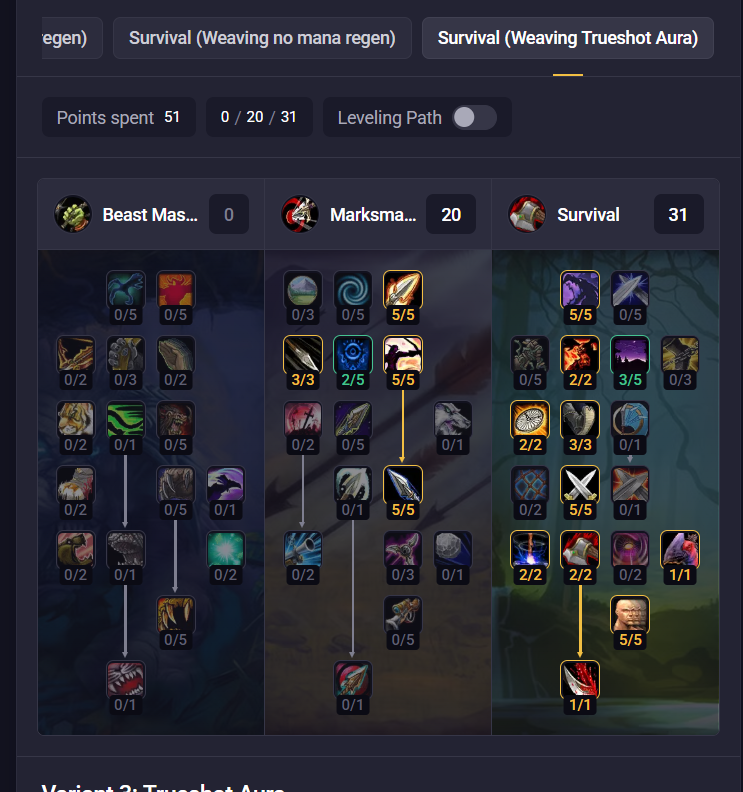 egen)
Survival (Weaving no mana regen)
Survival (Weaving Trueshot Aura)
Points spent 51
0 / 20 / 31
Leveling Path
Beast Mas... 0
Marksma... 20
Survival 31
0/5 0/5
0/3 0/5 5/5
5/5 0/5
0/2 0/3 0/2
3/3 2/5 5/5
0/5 2/2 3/5 0/3
0/2 0/1 0/5
0/2 0/5 0/1
2/2 3/3 0/1
0/2 0/5 0/1
0/1 5/5
0/2 5/5 0/1
0/2 0/1 0/2
0/2 0/3 0/1
2/2 2/2 0/2 1/1
0/5
0/5
5/5
0/1
0/1
1/1
Variant 3: Trueshot Aura